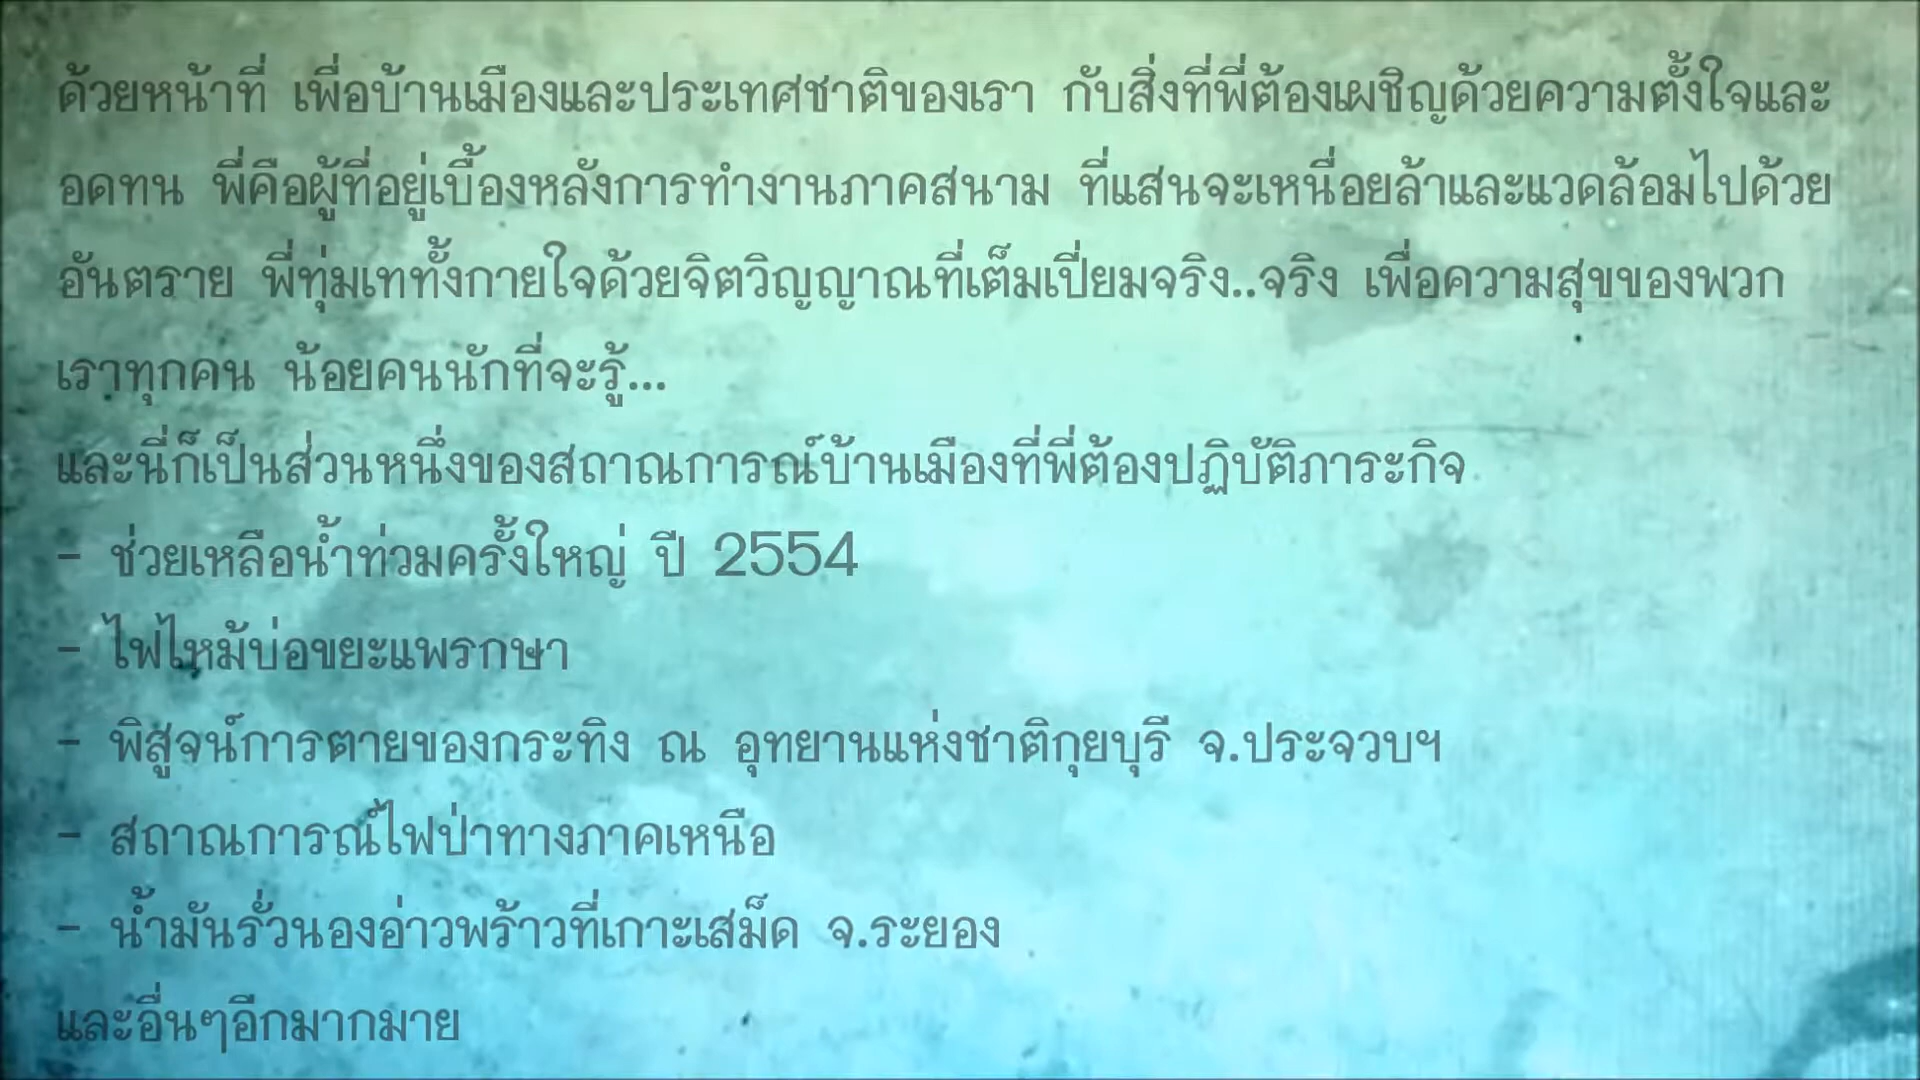 ด้วยหน้าที่ เพื่อบ้านเมืองและประเทศชาติของเรา กับสิ่งที่พี่ต้องเผชิญด้วยความตั้งใจและ
อดทน พี่คือผู้ที่อยู่เบื้องหลังการทำงานภาคสนาม ที่แสนจะเหนื่อยล้าและแวดล้อมไปด้วย
อันตราย พี่ทุ่มเททั้งกายใจด้วยจิตวิญญาณที่เต็มเปี่ยมจริง..จริง เพื่อความสุขของพวก
เราทุกคน น้อยคนนักที่จะรู้...
และนี่ก็เป็นส่วนหนึ่งของสถาณการณ์บ้านเมืองที่พี่ต้องปฏิบัติภาระกิจ
- ช่วยเหลือน้ำท่วมครั้งใหญ่ ปี 2554
- ไฟไหม้บ่อขยะแพรกษา
- พิสูจน์การตายของกระทิง ณ อุทยานแห่งชาติกุยบุรี จ.ประจวบฯ
- สถาณการณ์ไฟป่าทางภาคเหนือ
- น้ำมันรั่วนองอ่าวพร้าวที่เกาะเสม็ด จ.ระยอง
และอื่นๆอีกมากมาย